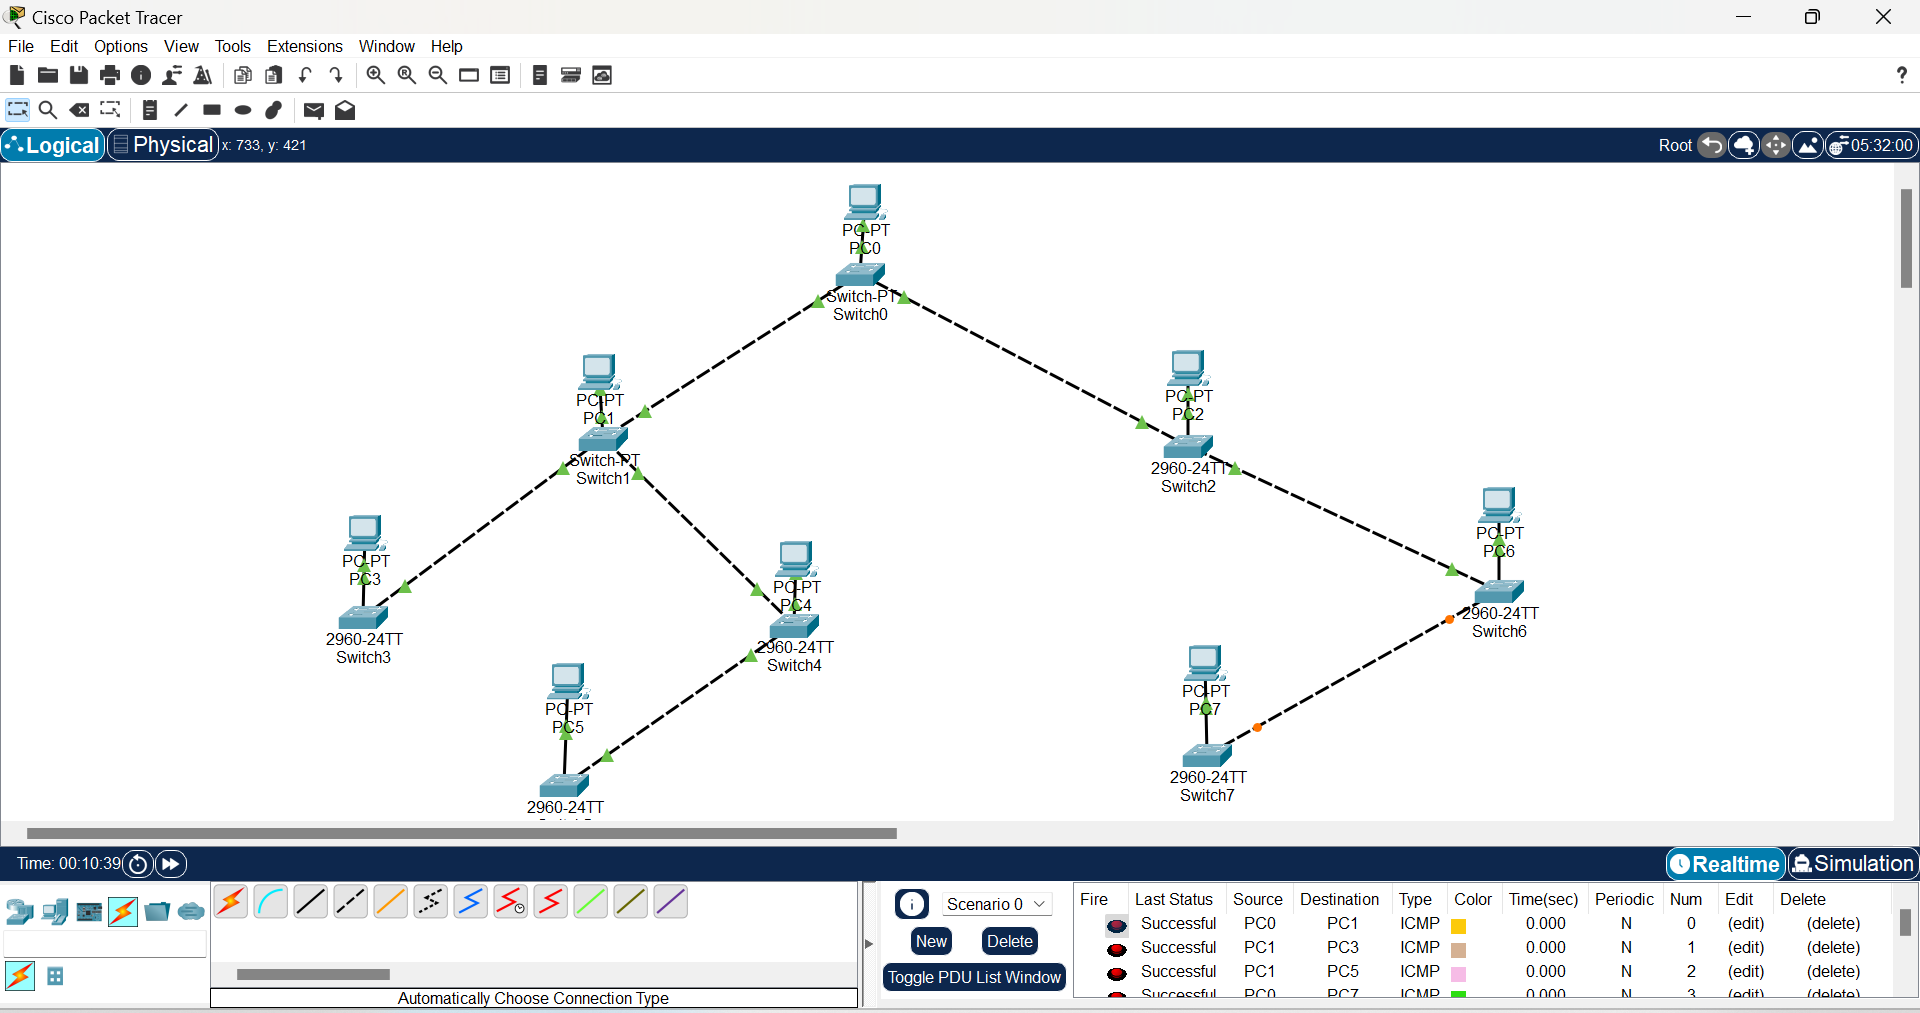 Cisco Packet Tracer
File Edit Options View Tools Extensions Window Help
?
Logical Physical x: 733, y: 421 Root 05:32:00
PC-PT
PC0
Switch-PT
Switch0
PC-PT
PC1
Switch-PT
Switch1
PC-PT
PC2
2960-24TT
Switch2
PC-PT
PC3
2960-24TT
Switch3
PC-PT
PC4
2960-24TT
Switch4
PC-PT
PC5
2960-24TT
PC-PT
PC6
2960-24TT
Switch6
PC-PT
PC7
2960-24TT
Switch7
Time: 00:10:39 Realtime Simulation
Automatically Choose Connection Type
Scenario 0
New Delete
Toggle PDU List Window
Fire Last Status Source Destination Type Color Time(sec) Periodic Num Edit Delete
Successful PC0 PC1 ICMP 0.000 N 0 (edit) (delete)
Successful PC1 PC3 ICMP 0.000 N 1 (edit) (delete)
Successful PC1 PC5 ICMP 0.000 N 2 (edit) (delete)
Successful PC0 PC7 ICMP 0.000 N 3 (edit) (delete)